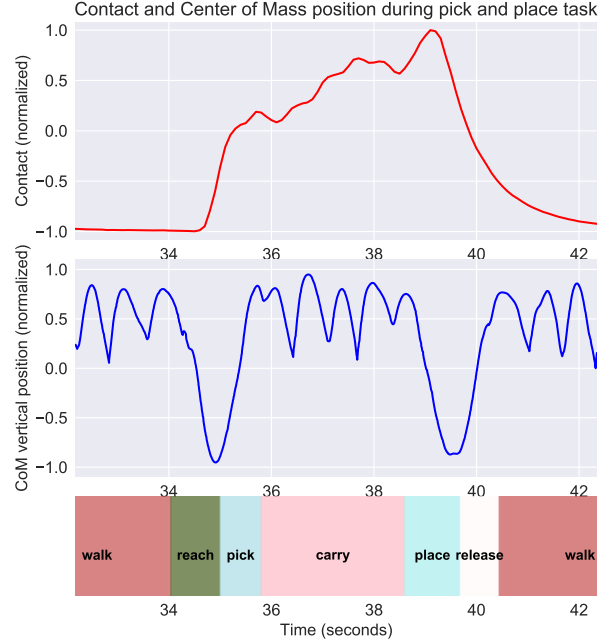 Contact and Center of Mass position during pick and place task
Contact (normalized)
1.0
0.5
0.0
−0.5
−1.0
34 36 38 40 42
CoM vertical position (normalized)
1.0
0.5
0.0
−0.5
−1.0
34 36 38 40 42
walk reach pick carry place release walk
34 36 38 40 42
Time (seconds)